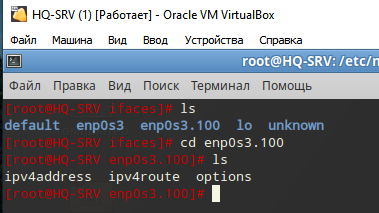 HQ-SRV (1) [Работает] - Oracle VM VirtualBox
Файл Машина Вид Ввод Устройства Справка
root@HQ-SRV: /etc/n
Файл Правка Вид Поиск Терминал Помощь
[root@HQ-SRV ifaces]# ls
default enp0s3 enp0s3.100 lo unknown
[root@HQ-SRV ifaces]# cd enp0s3.100
[root@HQ-SRV enp0s3.100]# ls
ipv4address ipv4route options
[root@HQ-SRV enp0s3.100]#